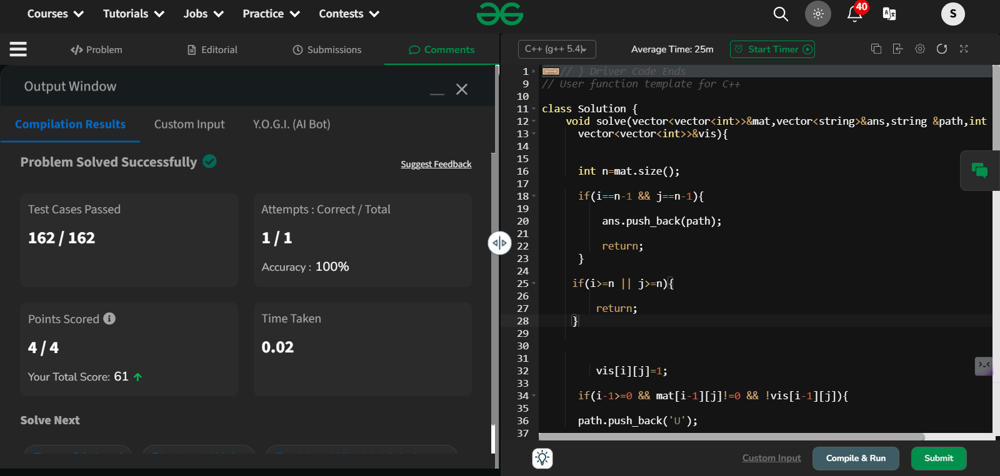 Courses Tutorials Jobs Practice Contests 40 S
Problem Editorial Submissions Comments
C++ (g++ 5.4) Average Time: 25m Start Timer
Output Window
Compilation Results Custom Input Y.O.G.I. (AI Bot)
Problem Solved Successfully
Suggest Feedback
Test Cases Passed
162 / 162
Attempts : Correct / Total
1 / 1
Accuracy : 100%
Points Scored
4 / 4
Your Total Score: 61
Time Taken
0.02
Solve Next
1 // } Driver Code Ends
9 // User function template for C++
10
11 class Solution {
12 void solve(vector<vector<int>>&mat,vector<string>&ans,string &path,int
13 vector<vector<int>>&vis){
14
15
16 int n=mat.size();
17
18 if(i==n-1 && j==n-1){
19
20 ans.push_back(path);
21
22 return;
23 }
24
25 if(i>=n || j>=n){
26
27 return;
28 }
29
30
31
32 vis[i][j]=1;
33
34 if(i-1>=0 && mat[i-1][j]!=0 && !vis[i-1][j]){
35
36 path.push_back('U');
37
Custom Input Compile & Run Submit